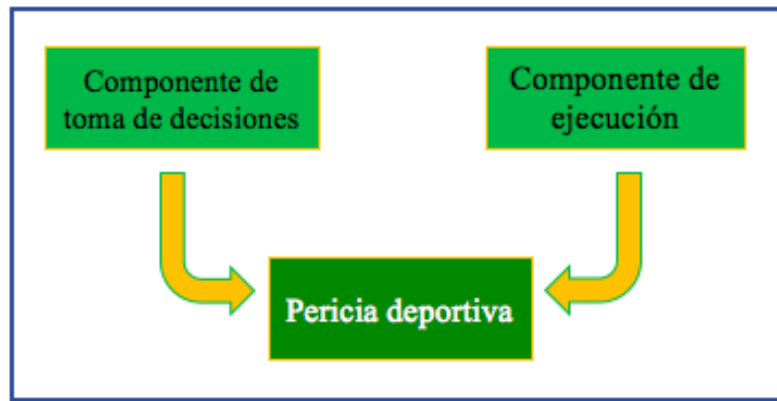 Componente de
toma de decisiones
Componente de
ejecución
Pericia deportiva